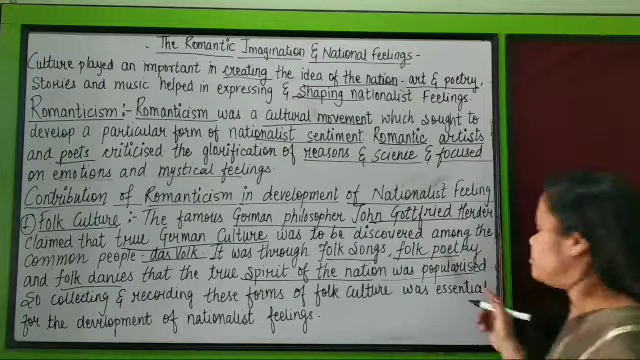 . The Romantic Imagination & National Feelings -
Culture played an important in creating the idea of the nation - art & poetry,
Stories and music helped in expressing & shaping nationalist Feelings.
Romanticism :- Romanticism was a cultural movement which sought to
develop a particular form of nationalist sentiment Romantic artists
and poets criticised the glorification of reasons & science & focused
on emotions and mystical feelings.
Contribution of Romanticism in development of Nationalist Feeling
① Folk Culture :- The famous German philosopher John Gottfried Herder
claimed that true German Culture was to be discovered among the
common people - das volk. It was through folk songs, folk poetry
and folk dances that the true spirit of the nation was popularised
So collecting & recording these forms of folk culture was essential
for the development of nationalist feelings.